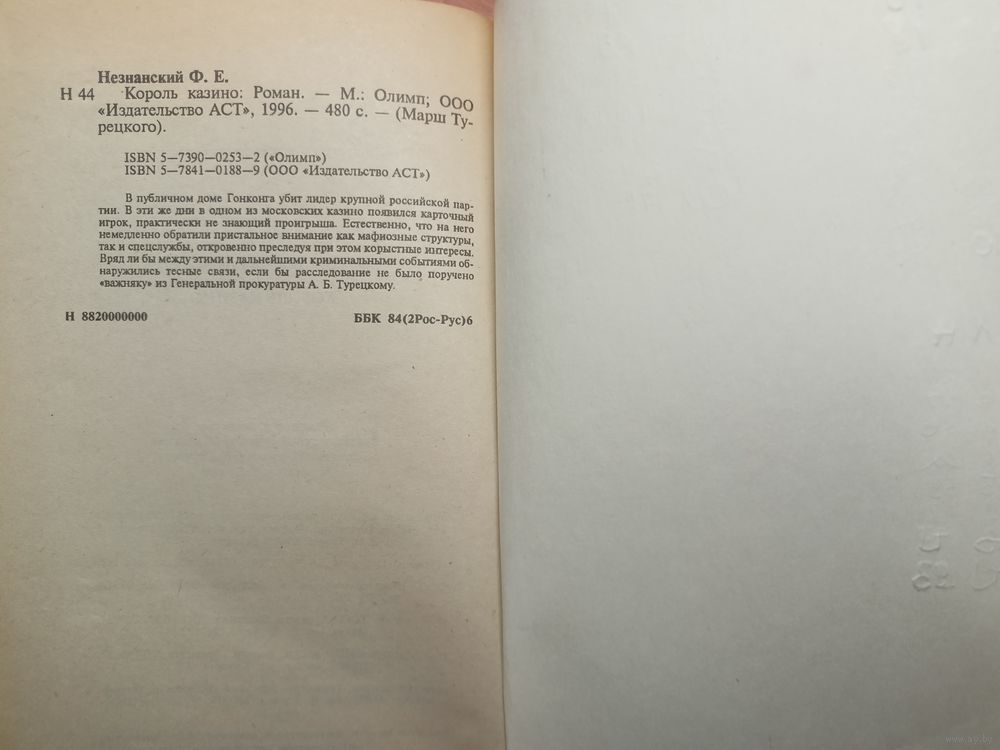 Незнанский Ф. Е.
Н 44 Король казино: Роман. — М.: Олимп; ООО
«Издательство АСТ», 1996. — 480 с. — (Марш Ту-
рецкого).
ISBN 5—7390—0253—2 («Олимп»)
ISBN 5—7841—0188—9 (ООО «Издательство АСТ»)
В публичном доме Гонконга убит лидер крупной российской пар-
тии. В эти же дни в одном из московских казино появился карточный
игрок, практически не знающий проигрыша. Естественно, что на него
немедленно обратили пристальное внимание как мафиозные структуры,
так и спецслужбы, откровенно преследуя при этом корыстные интересы.
Вряд ли бы между этими и дальнейшими криминальными событиями об-
наружились тесные связи, если бы расследование не было поручено
«важняку» из Генеральной прокуратуры А. Б. Турецкому.
Н 8820000000 ББК 84(2Рос-Рус)6
www.ay.by